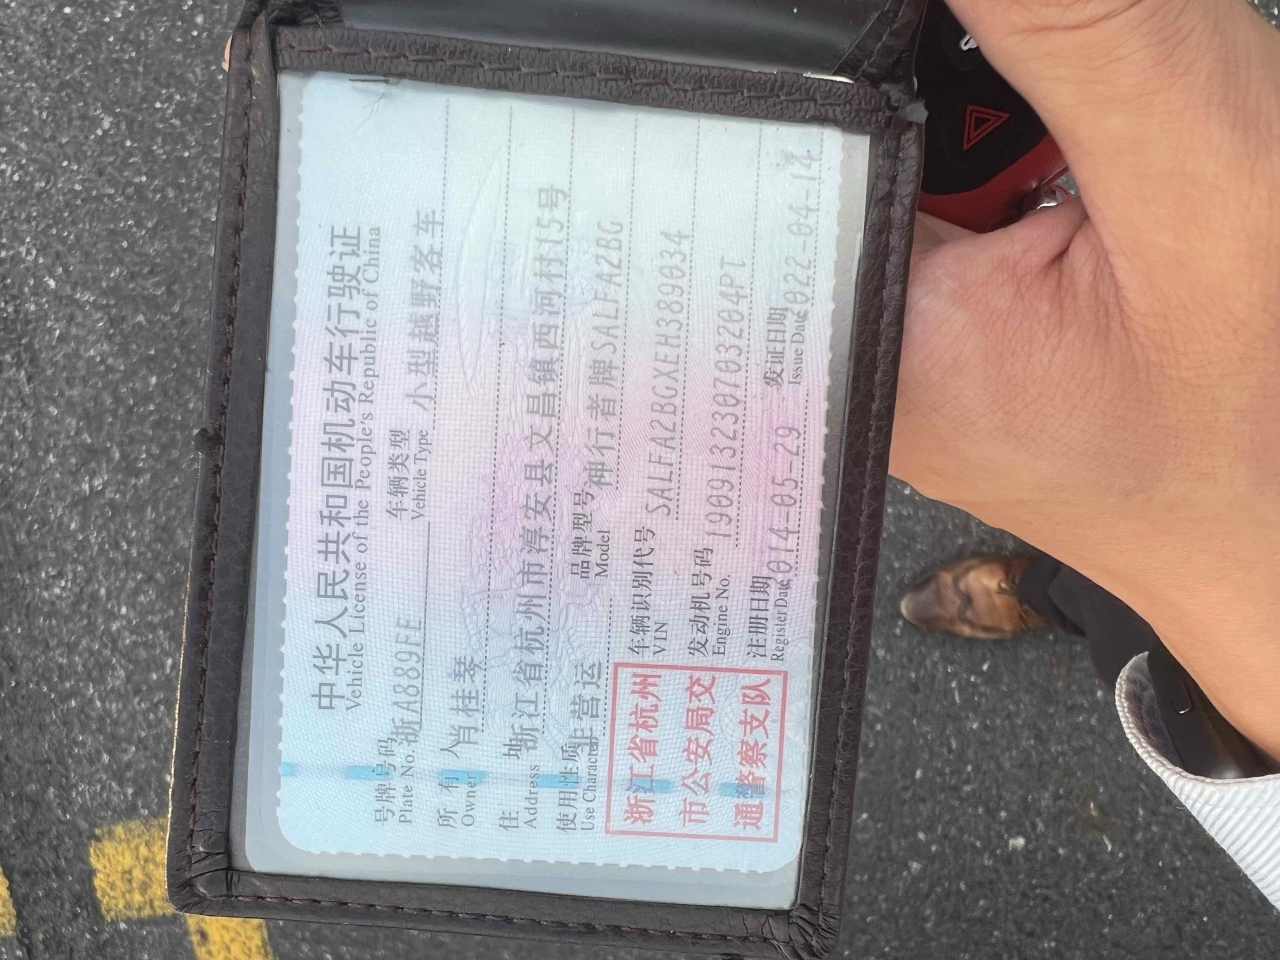 中华人民共和国机动车行驶证
Vehicle License of the People's Republic of China
号牌号码 浙A889FE 车辆类型 小型越野客车
Plate No. Vehicle Type
所有人 肖桂琴
Owner
住址 浙江省杭州市淳安县文昌镇西河村15号
Address
使用性质 非营运 品牌型号 神行者牌SALFA2BG
Use Character Model
浙江省杭州
市公安局交
通警察支队
车辆识别代号 SALFA2BGXEH389034
VIN
发动机号码 190913230703204PT
Engine No.
注册日期 2014-05-29 发证日期 2022-04-14
Register Date Issue Date